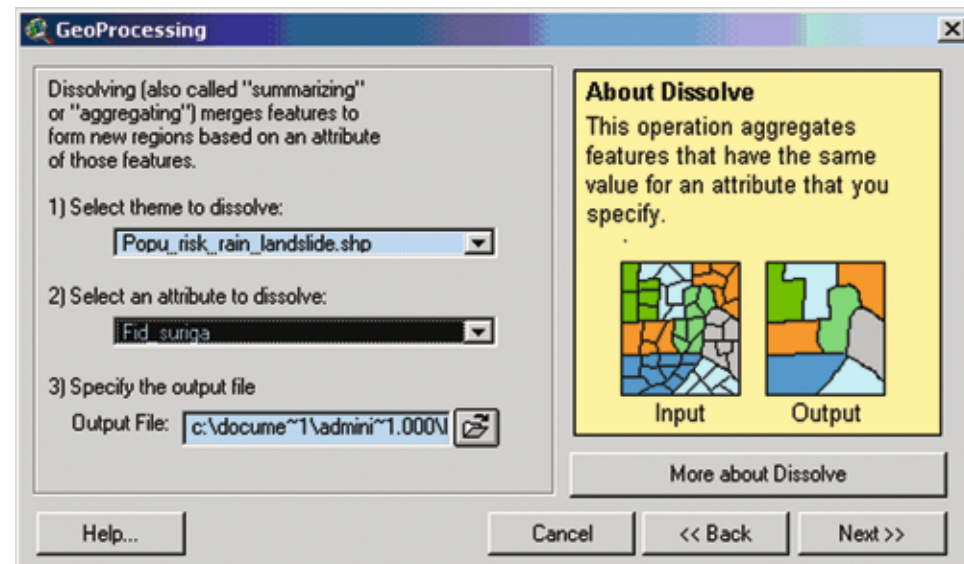 GeoProcessing
Dissolving (also called "summarizing"
or "aggregating") merges features to
form new regions based on an attribute
of those features.
1) Select theme to dissolve:
Popu_risk_rain_landslide.shp
2) Select an attribute to dissolve:
Fid_suriga
3) Specify the output file
Output File: c:\docume~1\admini~1.000\l
About Dissolve
This operation aggregates
features that have the same
value for an attribute that you
specify.
Input Output
More about Dissolve
Help... Cancel << Back Next >>